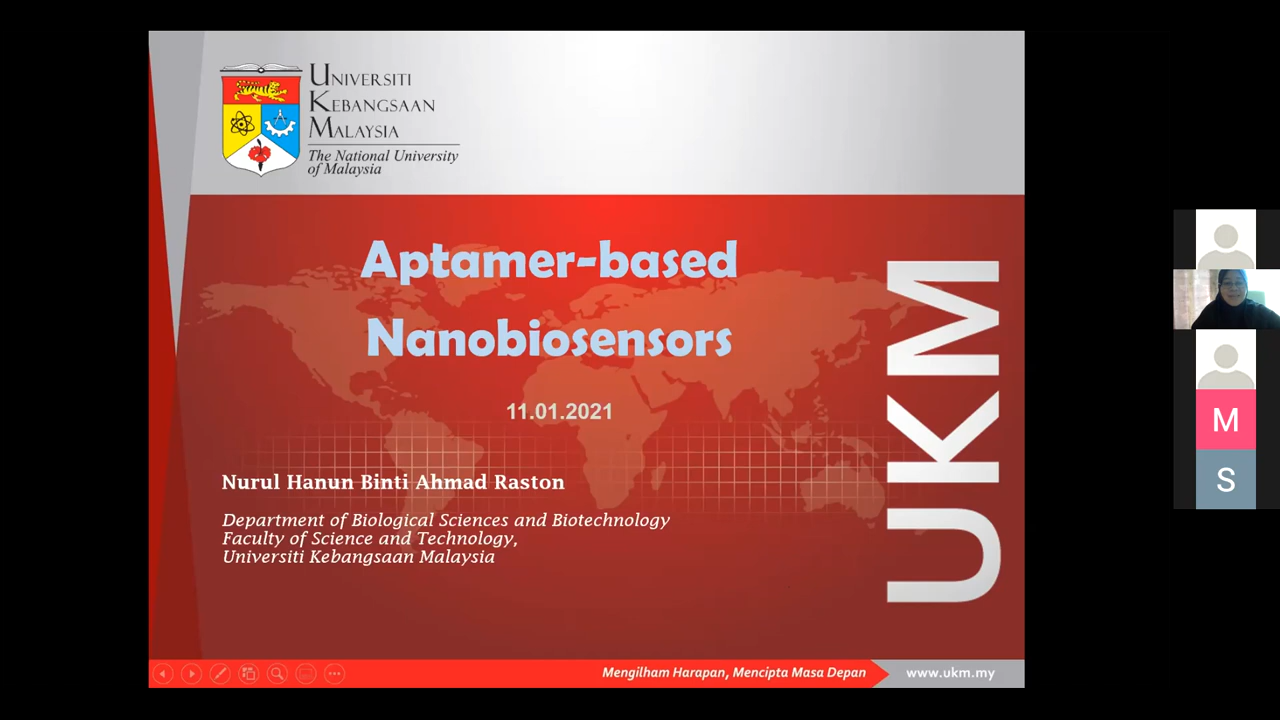 UNIVERSITI
KEBANGSAAN
MALAYSIA
The National University
of Malaysia
Aptamer-based
Nanobiosensors
11.01.2021
Nurul Hanun Binti Ahmad Raston
Department of Biological Sciences and Biotechnology
Faculty of Science and Technology,
Universiti Kebangsaan Malaysia
UKM
Mengilham Harapan, Mencipta Masa Depan
www.ukm.my
M
S